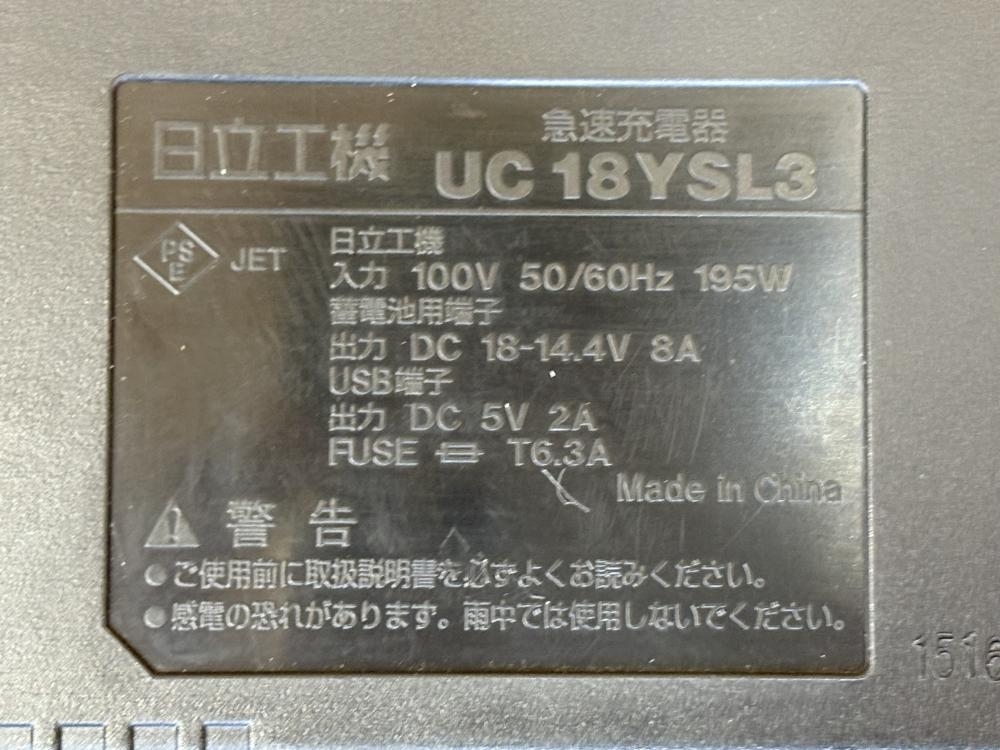 日立工機
急速充電器
UC 18YSL3
PS
E
JET
日立工機
入力 100V 50/60Hz 195W
蓄電池用端子
出力 DC 18-14.4V 8A
USB端子
出力 DC 5V 2A
FUSE T6.3A
Made in China
警告
●ご使用前に取扱説明書を必ずよくお読みください。
●感電の恐れがあります。雨中では使用しないでください。